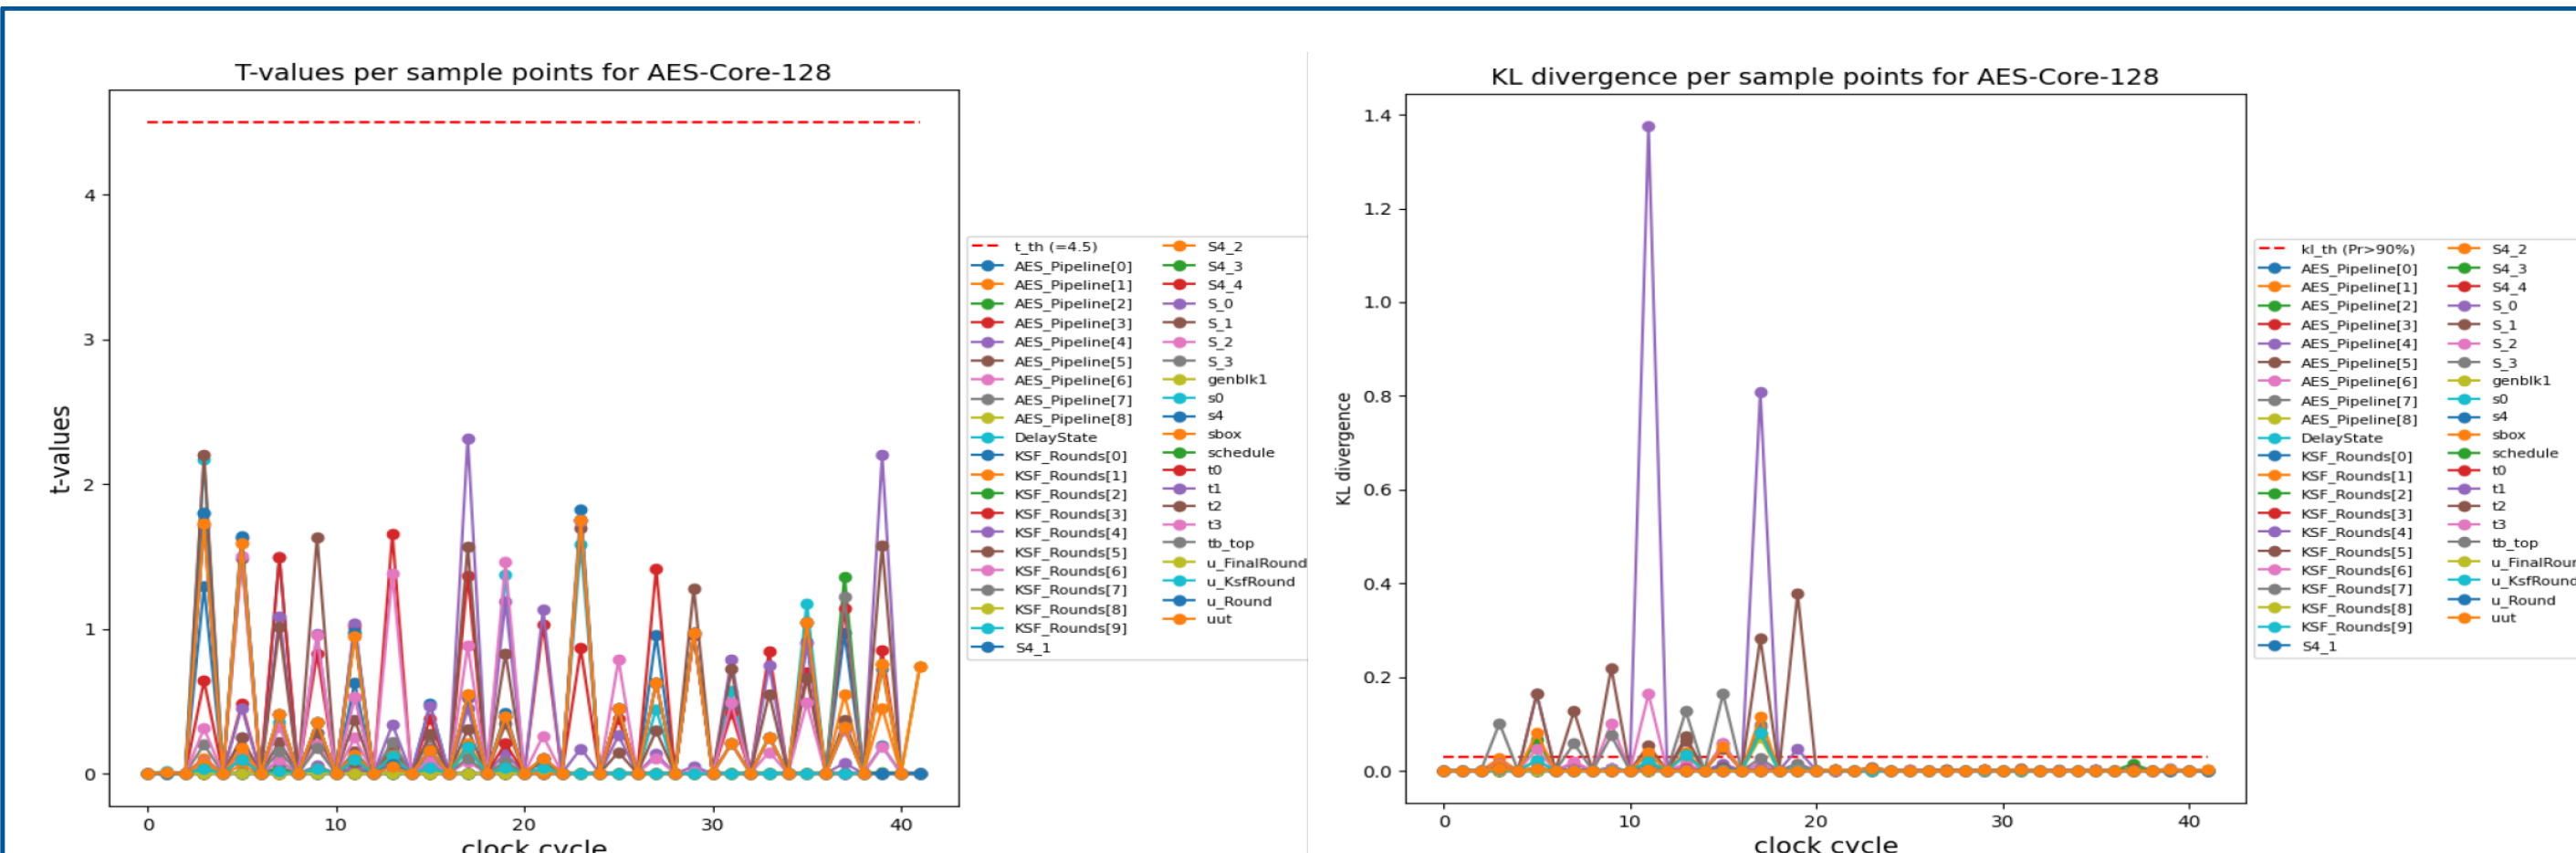 T-values per sample points for AES-Core-128
4
3
2
1
0
t-values
0 10 20 30 40
clock cycle
t_th (=4.5)
AES_Pipeline[0]
AES_Pipeline[1]
AES_Pipeline[2]
AES_Pipeline[3]
AES_Pipeline[4]
AES_Pipeline[5]
AES_Pipeline[6]
AES_Pipeline[7]
AES_Pipeline[8]
DelayState
KSF_Rounds[0]
KSF_Rounds[1]
KSF_Rounds[2]
KSF_Rounds[3]
KSF_Rounds[4]
KSF_Rounds[5]
KSF_Rounds[6]
KSF_Rounds[7]
KSF_Rounds[8]
KSF_Rounds[9]
S4_1
S4_2
S4_3
S4_4
S_0
S_1
S_2
S_3
genblk1
s0
s4
sbox
schedule
t0
t1
t2
t3
tb_top
u_FinalRound
u_KsfRound
u_Round
uut
KL divergence per sample points for AES-Core-128
1.4
1.2
1.0
0.8
0.6
0.4
0.2
0.0
KL divergence
0 10 20 30 40
clock cycle
kl_th (Pr>90%)
AES_Pipeline[0]
AES_Pipeline[1]
AES_Pipeline[2]
AES_Pipeline[3]
AES_Pipeline[4]
AES_Pipeline[5]
AES_Pipeline[6]
AES_Pipeline[7]
AES_Pipeline[8]
DelayState
KSF_Rounds[0]
KSF_Rounds[1]
KSF_Rounds[2]
KSF_Rounds[3]
KSF_Rounds[4]
KSF_Rounds[5]
KSF_Rounds[6]
KSF_Rounds[7]
KSF_Rounds[8]
KSF_Rounds[9]
S4_1
S4_2
S4_3
S4_4
S_0
S_1
S_2
S_3
genblk1
s0
s4
sbox
schedule
t0
t1
t2
t3
tb_top
u_FinalRour
u_KsfRound
u_Round
uut